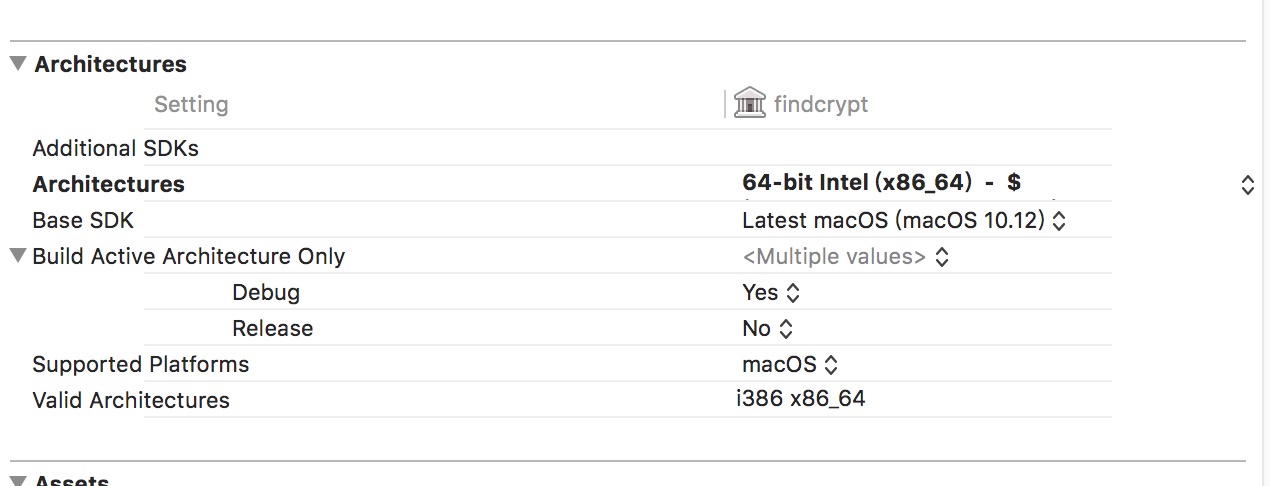 Architectures
Setting findcrypt
Additional SDKs
Architectures 64-bit Intel (x86_64) - $
Base SDK Latest macOS (macOS 10.12)
Build Active Architecture Only <Multiple values>
Debug Yes
Release No
Supported Platforms macOS
Valid Architectures i386 x86_64
Assets